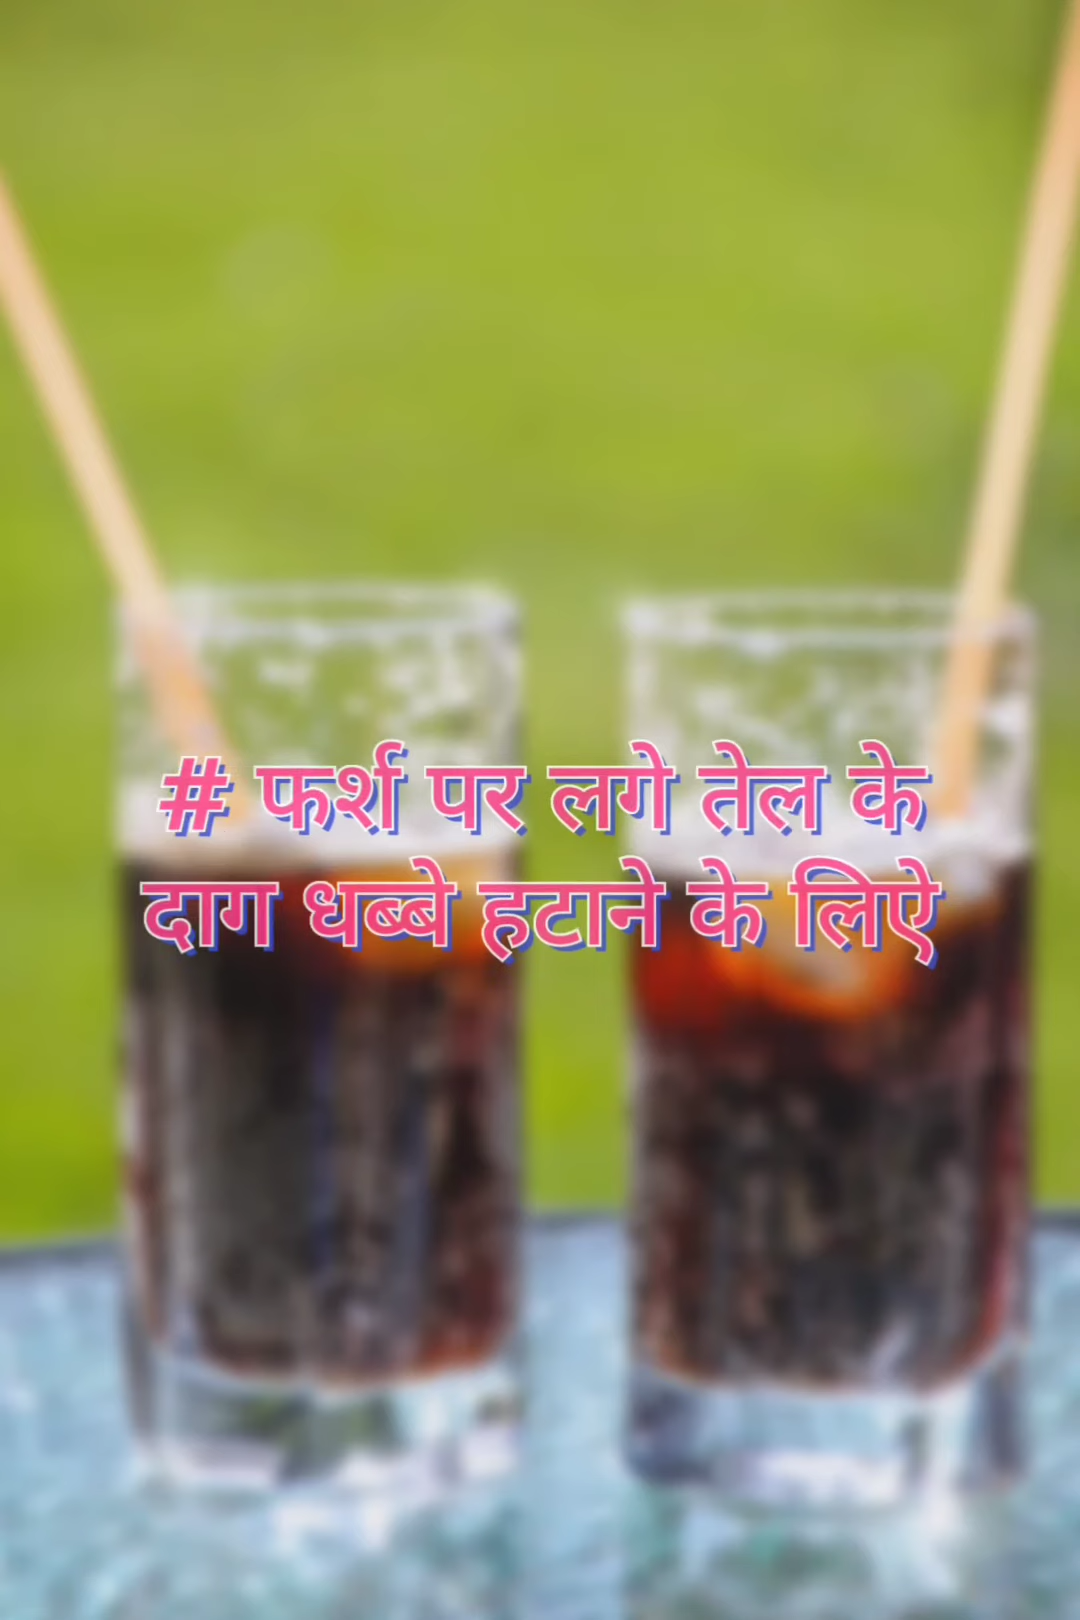 # फर्श पर लगे तेल के
दाग धब्बे हटाने के लिऐ